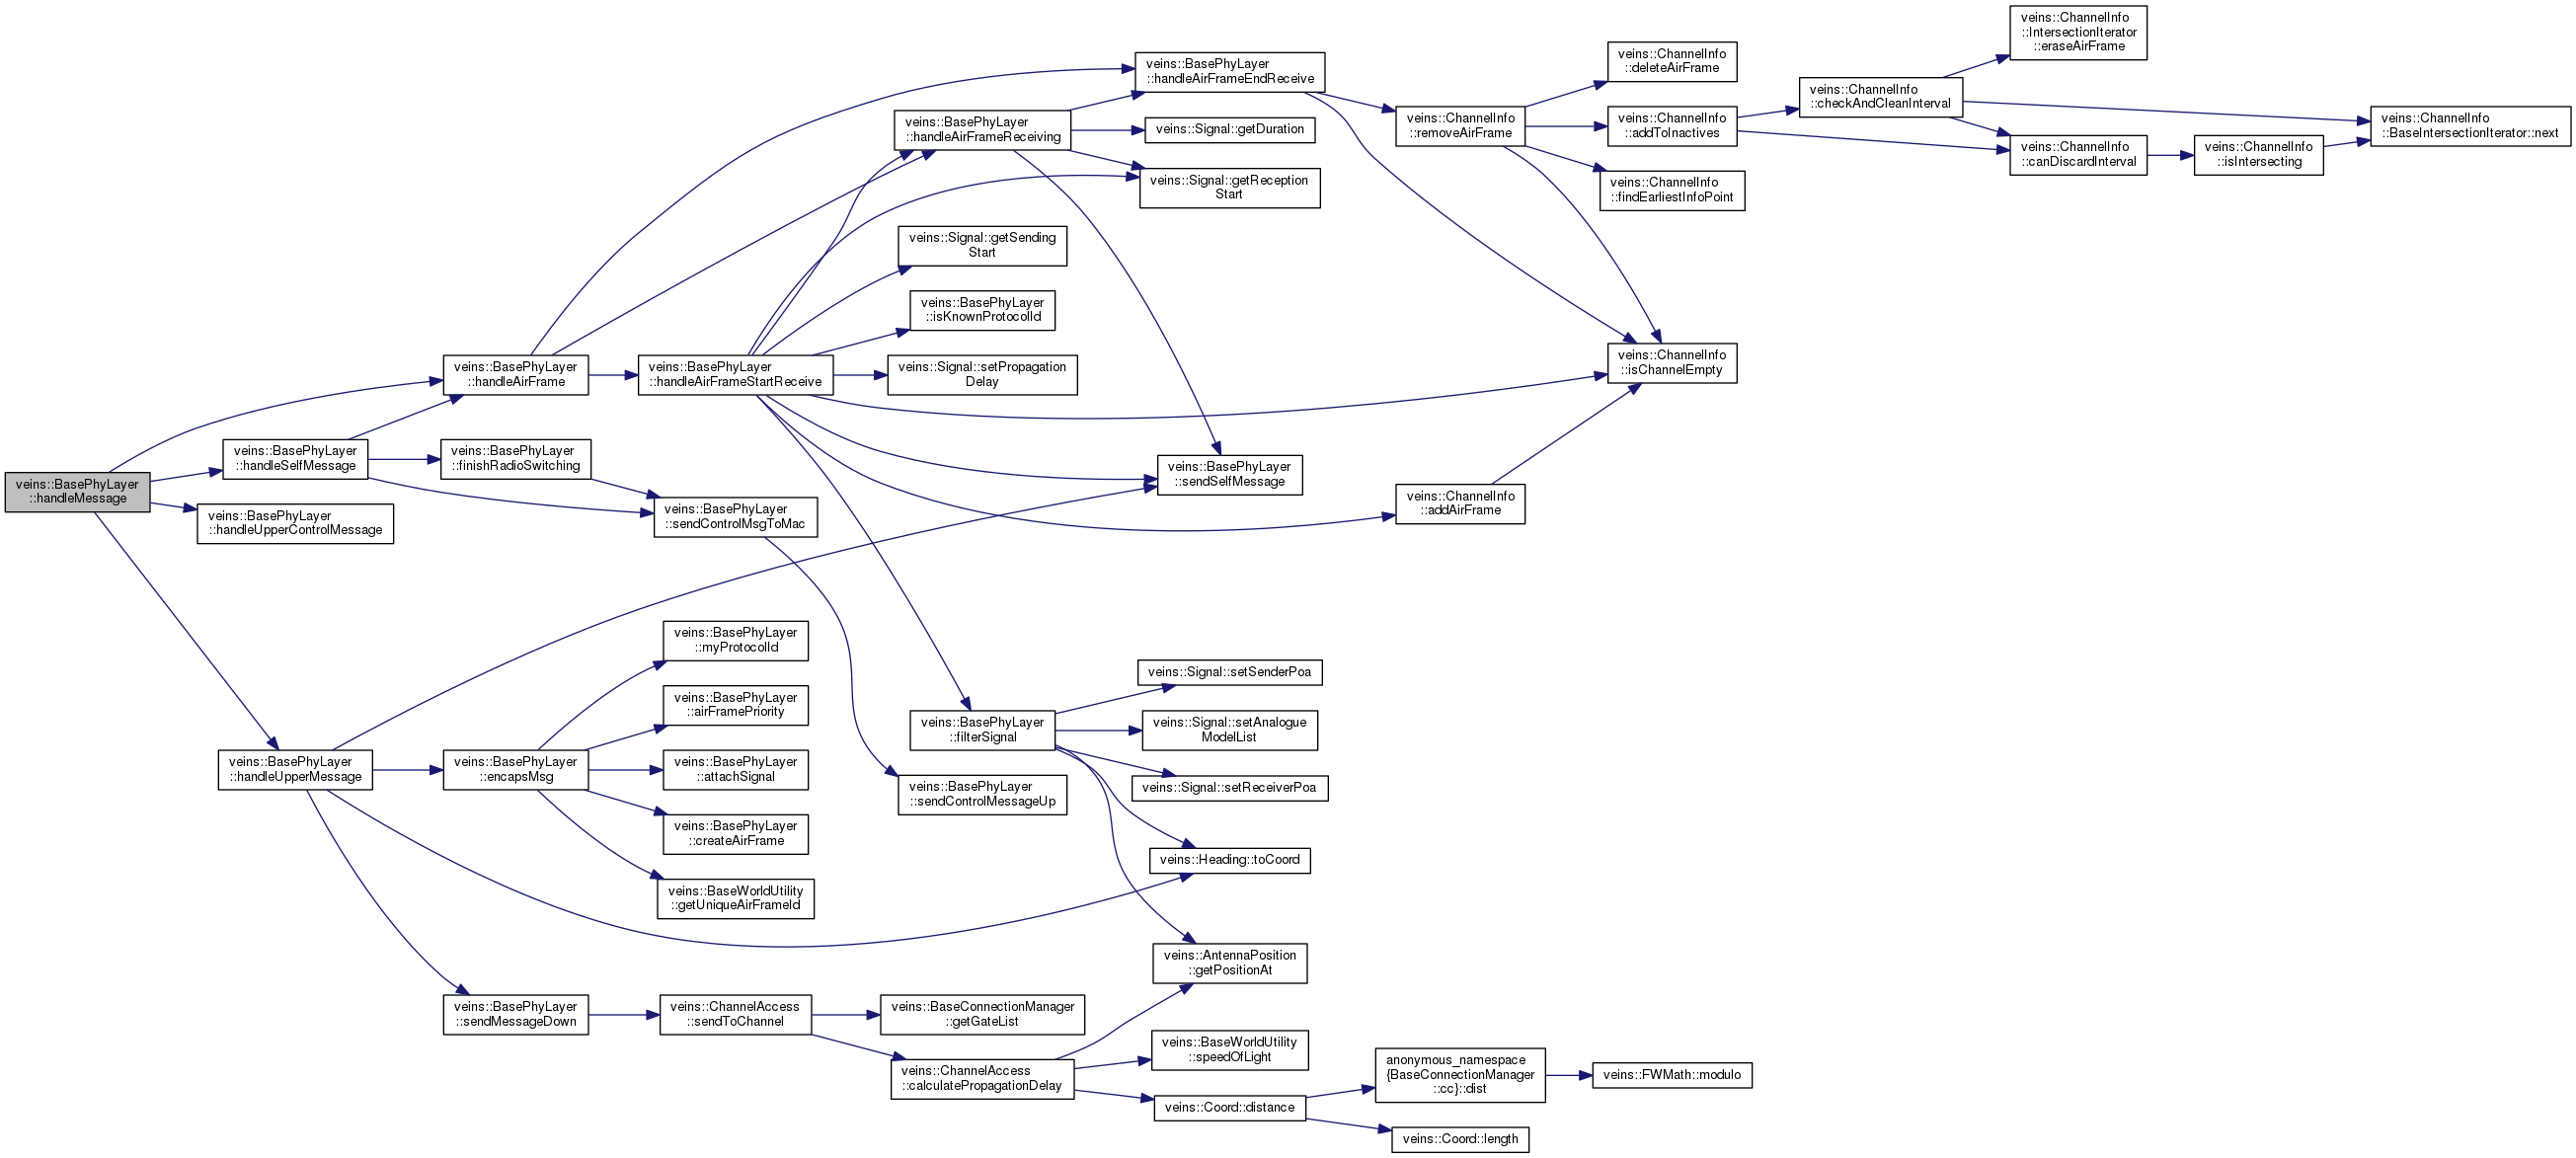 veins::BasePhyLayer
::handleMessage
veins::BasePhyLayer
::handleAirFrame
veins::BasePhyLayer
::handleSelfMessage
veins::BasePhyLayer
::handleUpperControlMessage
veins::BasePhyLayer
::handleUpperMessage
veins::BasePhyLayer
::finishRadioSwitching
veins::BasePhyLayer
::sendControlMsgToMac
veins::BasePhyLayer
::encapsMsg
veins::BasePhyLayer
::sendMessageDown
veins::BasePhyLayer
::handleAirFrameStartReceive
veins::BasePhyLayer
::myProtocolId
veins::BasePhyLayer
::airFramePriority
veins::BasePhyLayer
::attachSignal
veins::BasePhyLayer
::createAirFrame
veins::BaseWorldUtility
::getUniqueAirFrameId
veins::ChannelAccess
::sendToChannel
veins::BasePhyLayer
::handleAirFrameReceiving
veins::Signal::getSending
Start
veins::BasePhyLayer
::isKnownProtocolId
veins::Signal::setPropagation
Delay
veins::BasePhyLayer
::filterSignal
veins::BasePhyLayer
::sendControlMessageUp
veins::BaseConnectionManager
::getGateList
veins::ChannelAccess
::calculatePropagationDelay
veins::BasePhyLayer
::handleAirFrameEndReceive
veins::Signal::getDuration
veins::Signal::getReception
Start
veins::BasePhyLayer
::sendSelfMessage
veins::Signal::setSenderPoa
veins::Signal::setAnalogue
ModelList
veins::Signal::setReceiverPoa
veins::Heading::toCoord
veins::AntennaPosition
::getPositionAt
veins::BaseWorldUtility
::speedOfLight
veins::Coord::distance
veins::ChannelInfo
::removeAirFrame
veins::ChannelInfo
::addAirFrame
anonymous_namespace
{BaseConnectionManager
::cc}::dist
veins::Coord::length
veins::ChannelInfo
::deleteAirFrame
veins::ChannelInfo
::addToInactives
veins::ChannelInfo
::findEarliestInfoPoint
veins::ChannelInfo
::isChannelEmpty
veins::FWMath::modulo
veins::ChannelInfo
::checkAndCleanInterval
veins::ChannelInfo
::IntersectionIterator
::eraseAirFrame
veins::ChannelInfo
::canDiscardInterval
veins::ChannelInfo
::isIntersecting
veins::ChannelInfo
::BaseIntersectionIterator::next